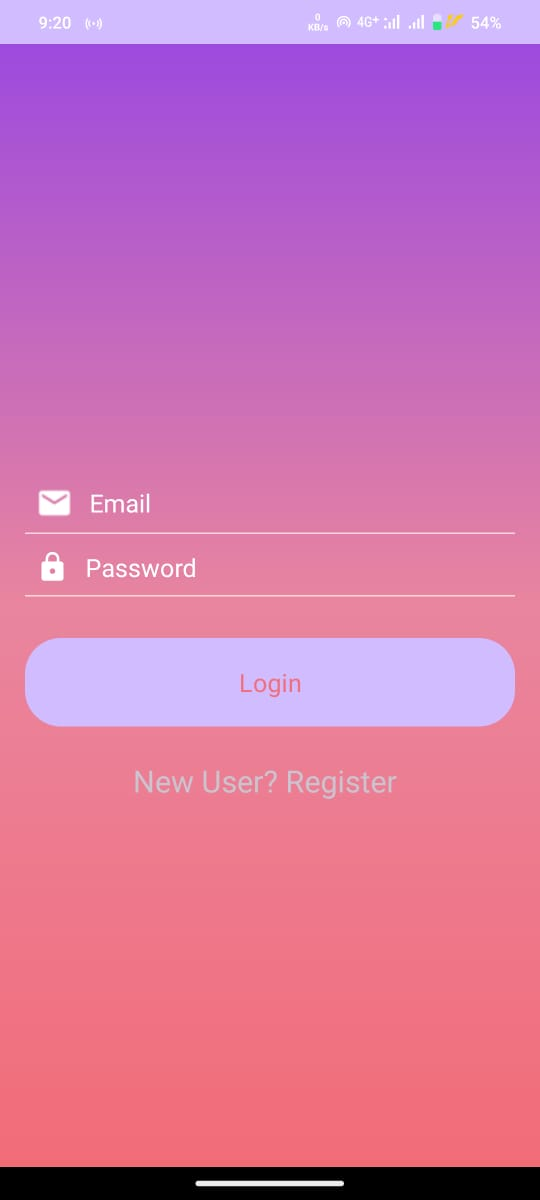 9:20 0 KB/s 4G+ 54%
Email
Password
Login
New User? Register